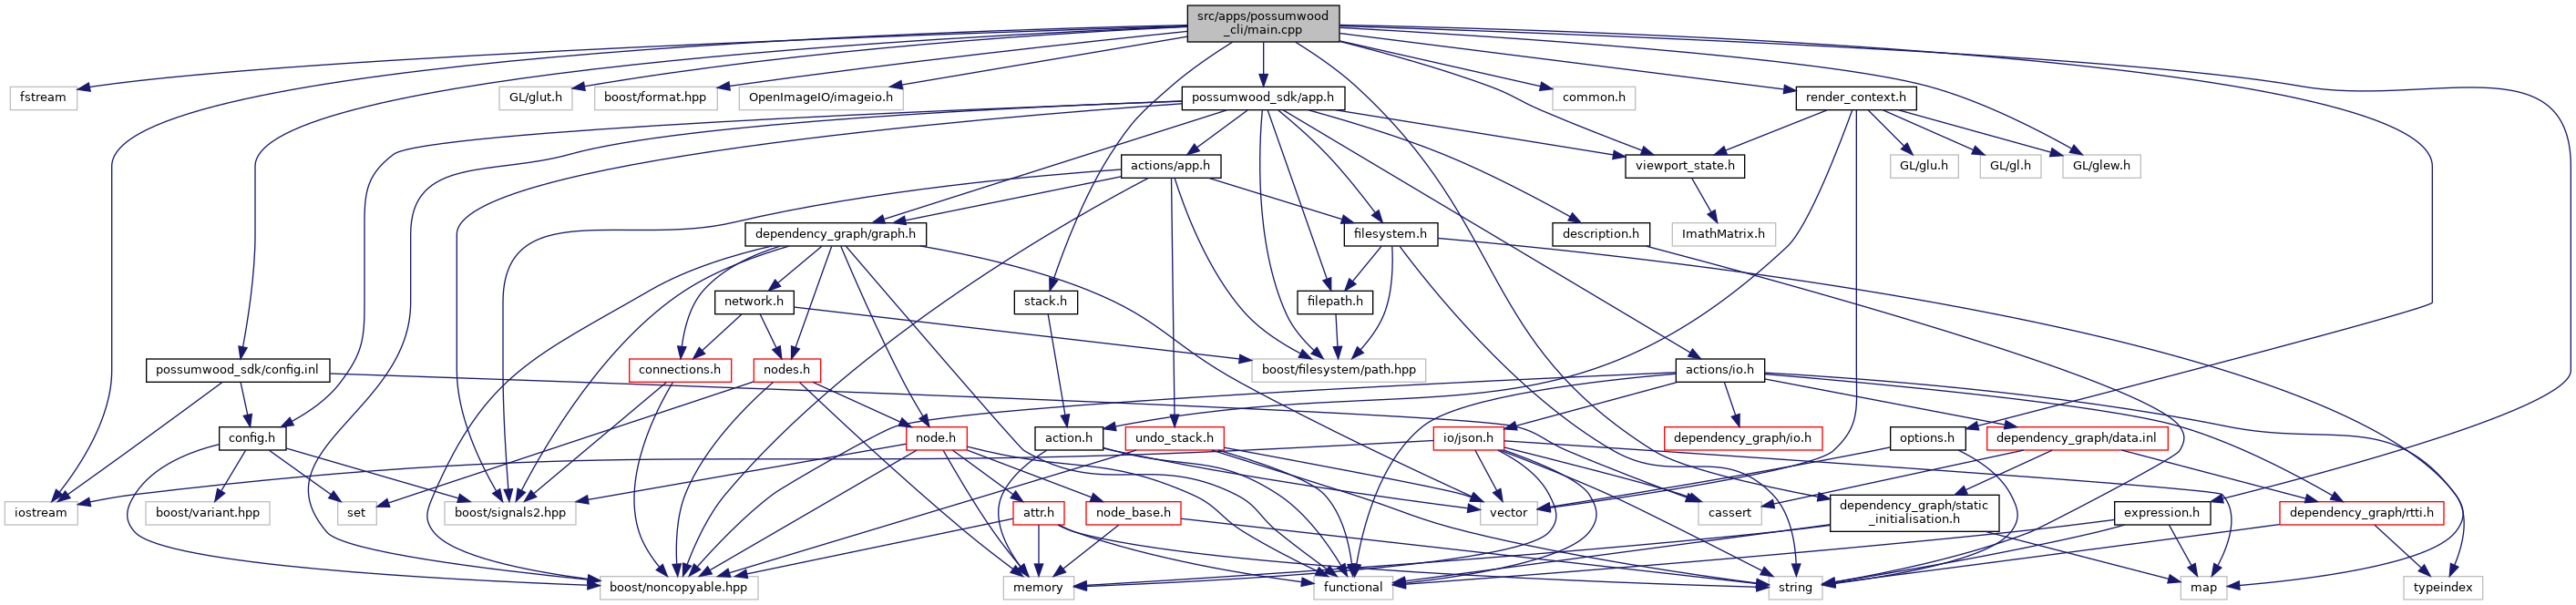 src/apps/possumwood
_cli/main.cpp
fstream
GL/glut.h
boost/format.hpp
OpenImageIO/imageio.h
possumwood_sdk/app.h
common.h
render_context.h
actions/app.h
viewport_state.h
GL/glu.h
GL/gl.h
GL/glew.h
dependency_graph/graph.h
filesystem.h
description.h
ImathMatrix.h
network.h
stack.h
filepath.h
possumwood_sdk/config.inl
connections.h
nodes.h
boost/filesystem/path.hpp
actions/io.h
config.h
node.h
action.h
undo_stack.h
io/json.h
dependency_graph/io.h
options.h
dependency_graph/data.inl
iostream
boost/variant.hpp
set
boost/signals2.hpp
attr.h
node_base.h
vector
cassert
dependency_graph/static
_initialisation.h
expression.h
dependency_graph/rtti.h
boost/noncopyable.hpp
memory
functional
string
map
typeindex